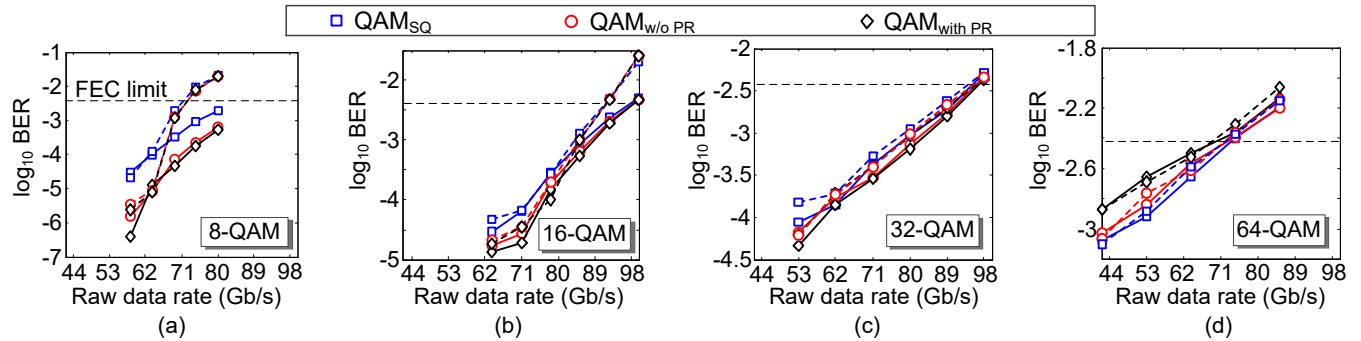 QAM_SQ QAM_w/o PR QAM_with PR
-1
-2
-3
-4
-5
-6
-7
log₁₀ BER
FEC limit
8-QAM
44 53 62 71 80 89 98
Raw data rate (Gb/s)
(a)
-2
-3
-4
-5
log₁₀ BER
16-QAM
44 53 62 71 80 89 98
Raw data rate (Gb/s)
(b)
-2
-2.5
-3
-3.5
-4
-4.5
log₁₀ BER
32-QAM
44 53 62 71 80 89 98
Raw data rate (Gb/s)
(c)
-1.8
-2.2
-2.6
-3
log₁₀ BER
64-QAM
44 53 62 71 80 89 98
Raw data rate (Gb/s)
(d)